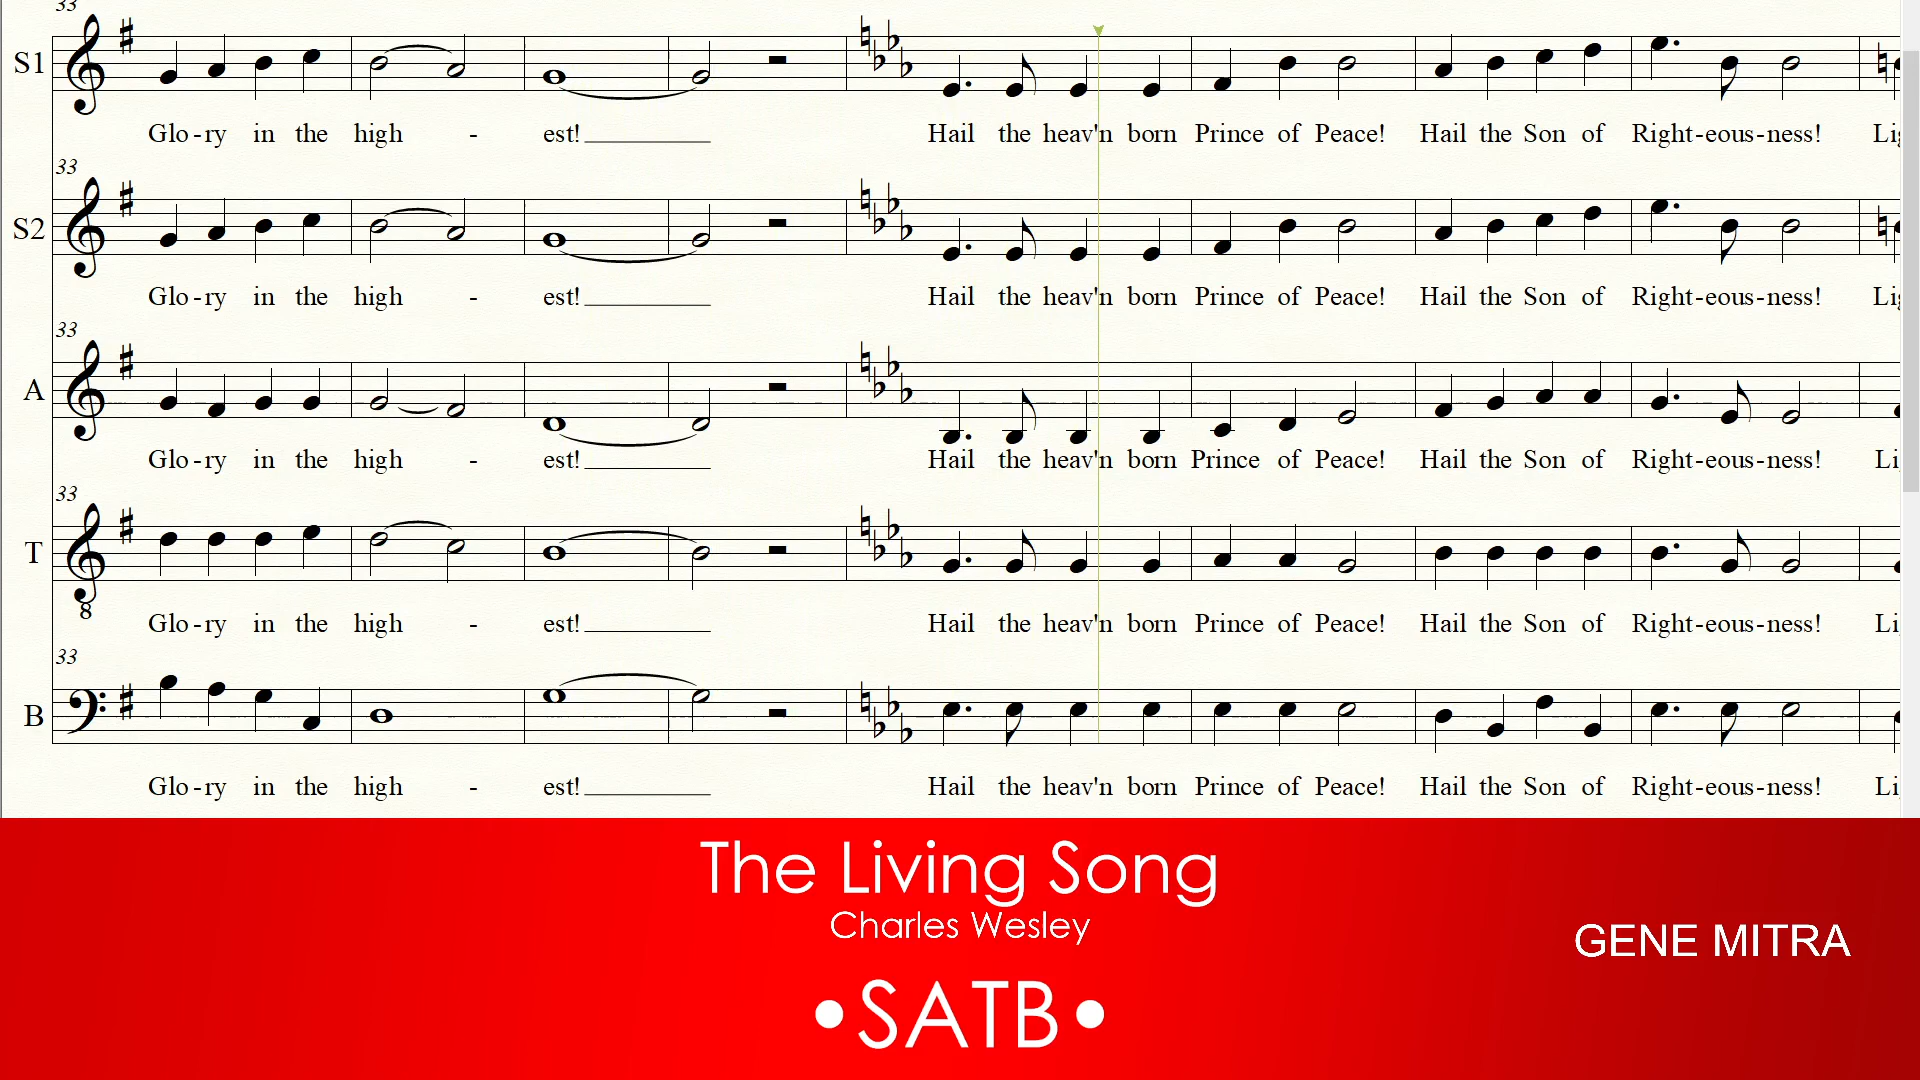 33
S1
Glo-ry in the high - est! Hail the heav'n born Prince of Peace! Hail the Son of Right-eous-ness!
33
S2
Glo-ry in the high - est! Hail the heav'n born Prince of Peace! Hail the Son of Right-eous-ness!
33
A
Glo-ry in the high - est! Hail the heav'n born Prince of Peace! Hail the Son of Right-eous-ness! Li
33
T
8
Glo-ry in the high - est! Hail the heav'n born Prince of Peace! Hail the Son of Right-eous-ness! Li
33
B
Glo-ry in the high - est! Hail the heav'n born Prince of Peace! Hail the Son of Right-eous-ness! Li
The Living Song
Charles Wesley
GENE MITRA
•SATB•